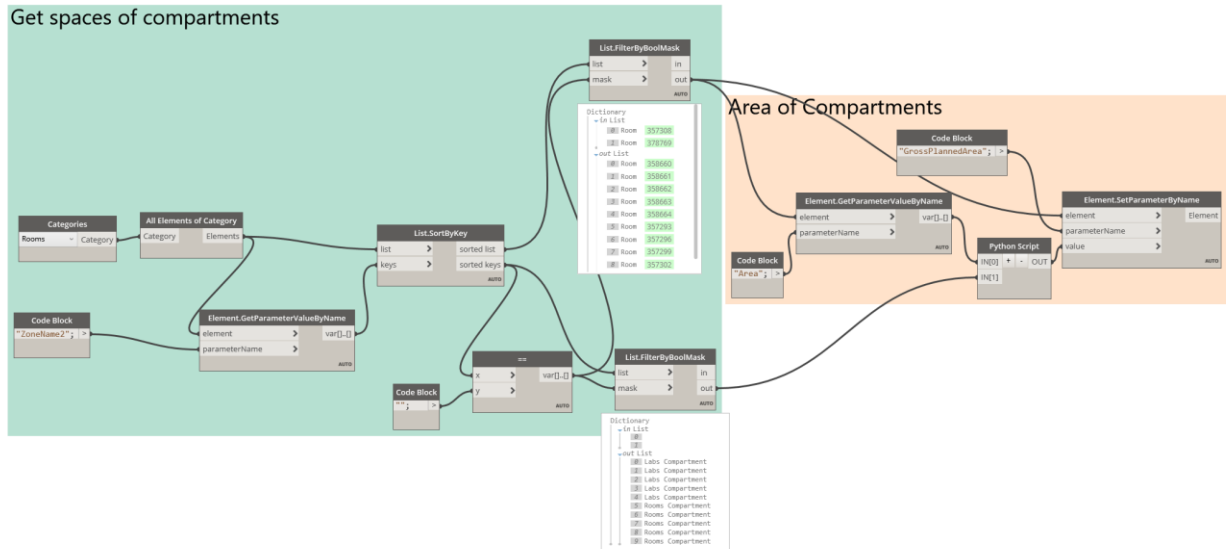 Get spaces of compartments
List.FilterByBoolMask
list > in
mask > out
AUTO
Dictionary
in List
0 Room 357308
1 Room 378769
out List
0 Room 358660
1 Room 358661
2 Room 358662
3 Room 358663
4 Room 358664
5 Room 357293
6 Room 357296
7 Room 357299
8 Room 357302
Categories
Rooms Category
All Elements of Category
Category Elements
List.SortByKey
list > sorted list
keys > sorted keys
AUTO
Code Block
"ZoneName2"; >
Element.GetParameterValueByName
element > var[]..[]
parameterName >
AUTO
Code Block
""; >
==
x > var[]..[]
y >
AUTO
List.FilterByBoolMask
list > in
mask > out
AUTO
Dictionary
in List
0
1
out List
0 Labs Compartment
1 Labs Compartment
2 Labs Compartment
3 Labs Compartment
4 Labs Compartment
5 Rooms Compartment
6 Rooms Compartment
7 Rooms Compartment
8 Rooms Compartment
9 Rooms Compartment
Area of Compartments
Code Block
"GrossPlannedArea"; >
Element.GetParameterValueByName
element > var[]..[]
parameterName >
AUTO
Code Block
"Area"; >
Python Script
IN[0] + - OUT
IN[1]
Element.SetParameterByName
element > Element
parameterName >
value >
AUTO